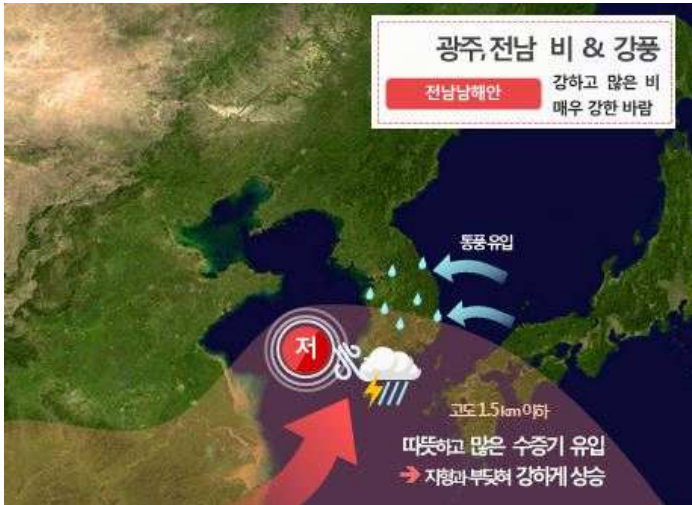 광주,전남 비 & 강풍
전남남해안
강하고 많은 비
매우 강한 바람
동풍 유입
저
고도 1.5km 이하
따뜻하고 많은 수증기 유입
지형과 부딪혀 강하게 상승